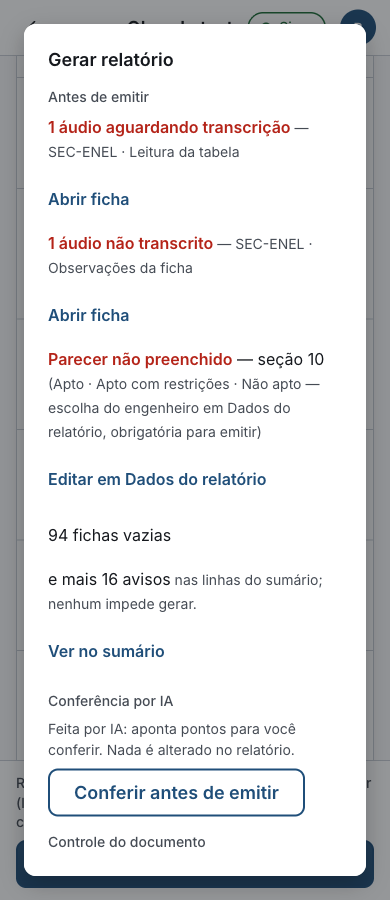 Gerar relatório
Antes de emitir
1 áudio aguardando transcrição —
SEC-ENEL · Leitura da tabela
Abrir ficha
1 áudio não transcrito — SEC-ENEL ·
Observações da ficha
Abrir ficha
Parecer não preenchido — seção 10
(Apto · Apto com restrições · Não apto —
escolha do engenheiro em Dados do
relatório, obrigatória para emitir)
Editar em Dados do relatório
94 fichas vazias
e mais 16 avisos nas linhas do sumário;
nenhum impede gerar.
Ver no sumário
Conferência por IA
Feita por IA: aponta pontos para você
conferir. Nada é alterado no relatório.
Conferir antes de emitir
Controle do documento